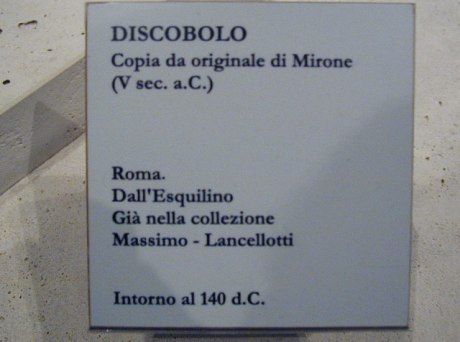 DISCOBOLO
Copia da originale di Mirone
(V sec. a.C.)
Roma.
Dall'Esquilino
Già nella collezione
Massimo - Lancellotti
Intorno al 140 d.C.